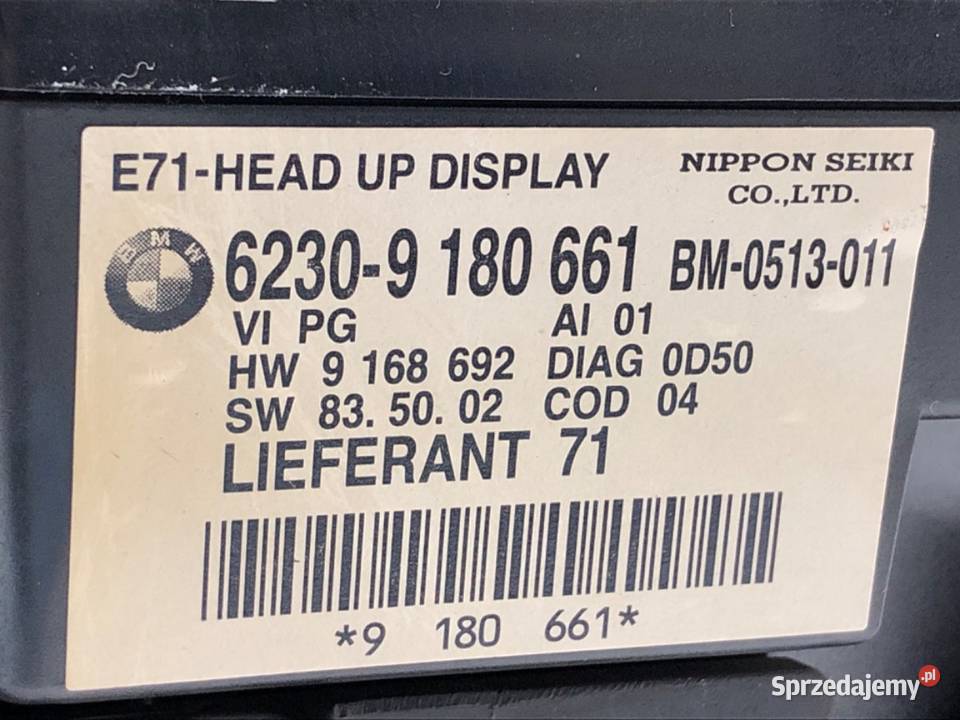 E71-HEAD UP DISPLAY
NIPPON SEIKI
CO.,LTD.
BMW
6230-9 180 661 BM-0513-011
VI PG AI 01
HW 9 168 692 DIAG 0D50
SW 83.50.02 COD 04
LIEFERANT 71
*9 180 661*
Sprzedajemy.pl